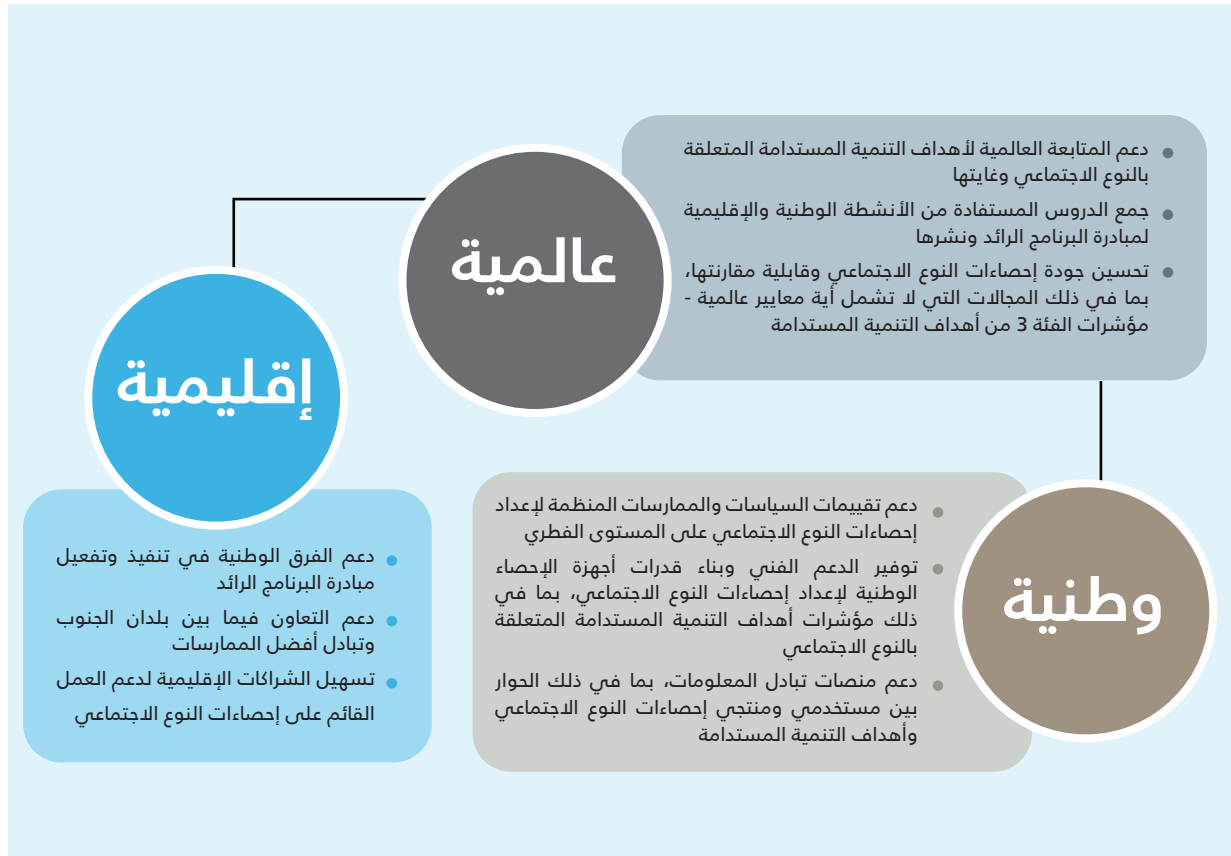 عالمية
دعم المتابعة العالمية لأهداف التنمية المستدامة المتعلقة
بالنوع الاجتماعي وغايتها
جمع الدروس المستفادة من الأنشطة الوطنية والإقليمية
لمبادرة البرنامج الرائد ونشرها
تحسين جودة إحصاءات النوع الاجتماعي وقابلية مقارنتها،
بما في ذلك المجالات التي لا تشمل أية معايير عالمية -
مؤشرات الفئة 3 من أهداف التنمية المستدامة
وطنية
دعم تقييمات السياسات والممارسات المنظمة لإعداد
إحصاءات النوع الاجتماعي على المستوى الفطري
توفير الدعم الفني وبناء قدرات أجهزة الإحصاء
الوطنية لإعداد إحصاءات النوع الاجتماعي، بما في
ذلك مؤشرات أهداف التنمية المستدامة المتعلقة
بالنوع الاجتماعي
دعم منصات تبادل المعلومات، بما في ذلك الحوار
بين مستخدمي ومنتجي إحصاءات النوع الاجتماعي
وأهداف التنمية المستدامة
إقليمية
دعم الفرق الوطنية في تنفيذ وتفعيل
مبادرة البرنامج الرائد
دعم التعاون فيما بين بلدان الجنوب
وتبادل أفضل الممارسات
تسهيل الشراكات الإقليمية لدعم العمل
القائم على إحصاءات النوع الاجتماعي